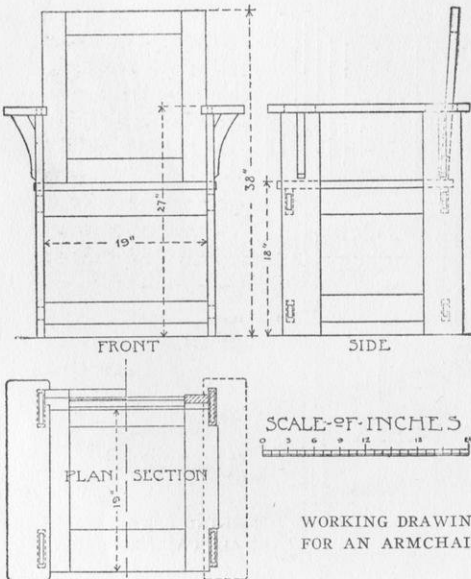 38"
27"
19"
18"
FRONT
SIDE
PLAN SECTION
19"
SCALE-OF-INCHES
0 3 6 9 12 18
WORKING DRAWIN
FOR AN ARMCHAI